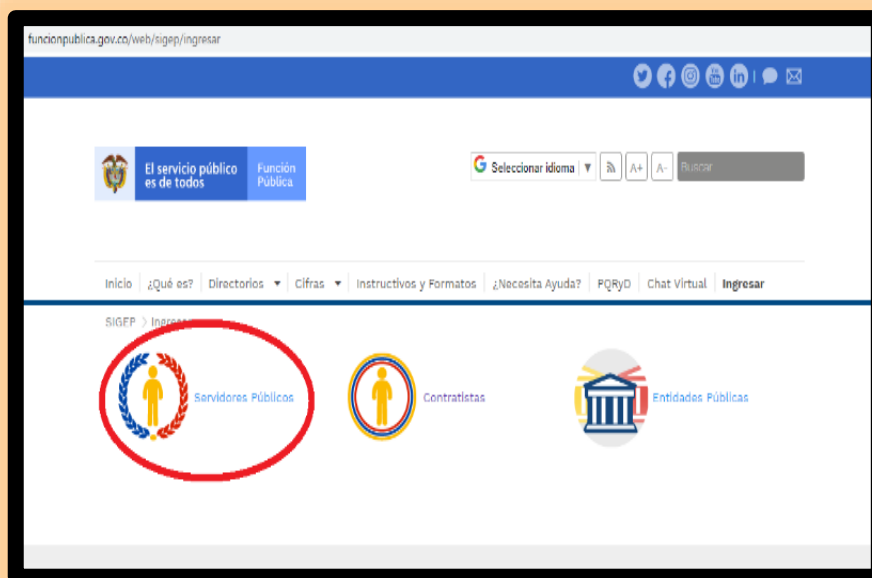 funcionpublica.gov.co/web/sigep/ingresar
El servicio público
es de todos
Función
Pública
Seleccionar idioma
A+ A- Buscar
Inicio ¿Qué es? Directorios Cifras Instructivos y Formatos ¿Necesita Ayuda? PQRyD Chat Virtual Ingresar
SIGEP > Ingresar
Servidores Públicos Contratistas Entidades Públicas